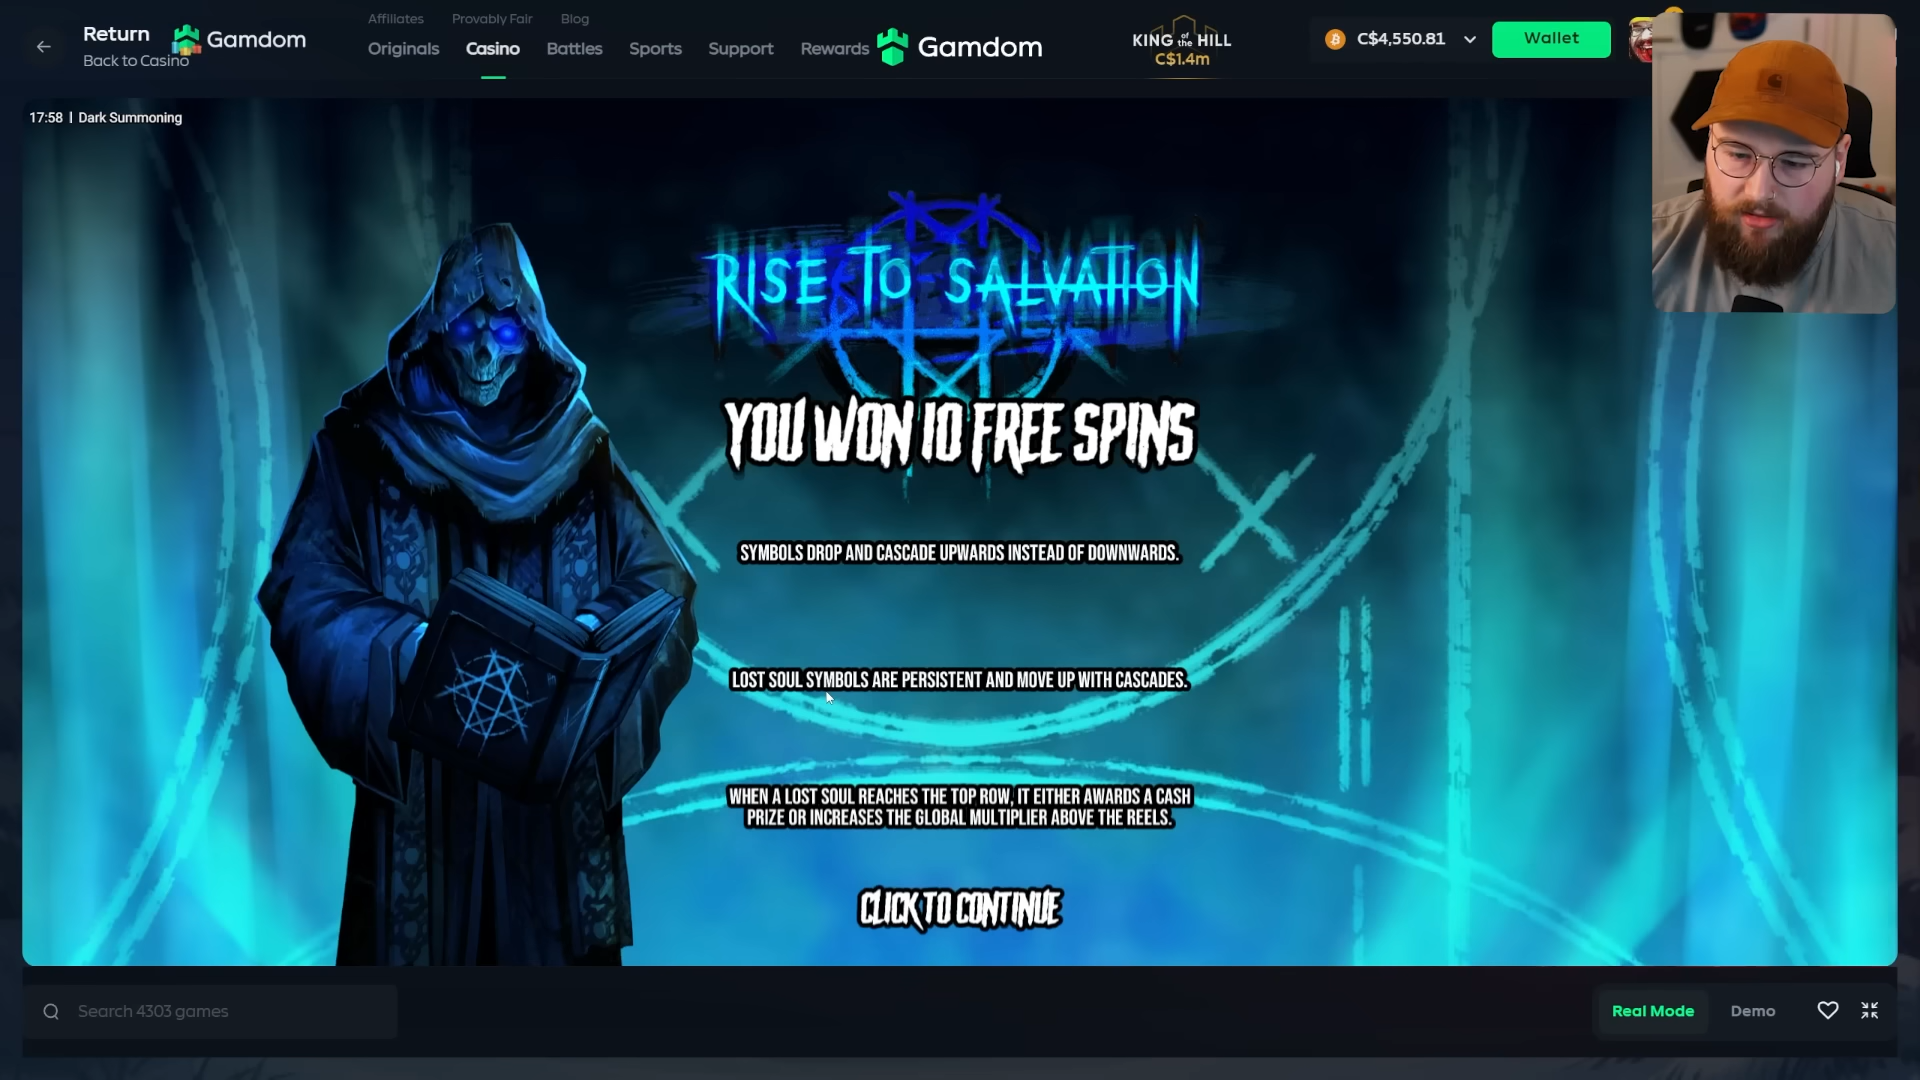 Return
Back to Casino
Gamdom
Affiliates
Provably Fair
Blog
Originals
Casino
Battles
Sports
Support
Rewards
Gamdom
KING of the HILL
C$1.4m
C$4,550.81
Wallet
17:58 | Dark Summoning
RISE TO SALVATION
YOU WON 10 FREE SPINS
SYMBOLS DROP AND CASCADE UPWARDS INSTEAD OF DOWNWARDS.
LOST SOUL SYMBOLS ARE PERSISTENT AND MOVE UP WITH CASCADES.
WHEN A LOST SOUL REACHES THE TOP ROW, IT EITHER AWARDS A CASH
PRIZE OR INCREASES THE GLOBAL MULTIPLIER ABOVE THE REELS.
CLICK TO CONTINUE
Search 4303 games
Real Mode
Demo